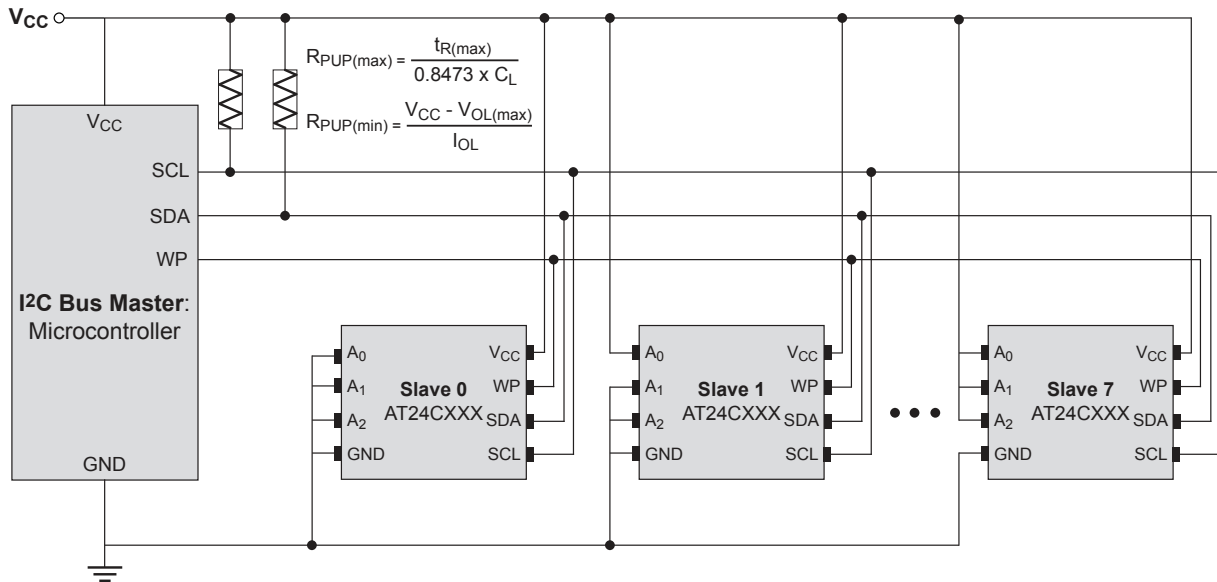 VCC
RPUP(max) = tR(max)
0.8473 x CL
RPUP(min) = VCC - VOL(max)
IOL
VCC
SCL
SDA
WP
I2C Bus Master:
Microcontroller
GND
A0
VCC
A1
Slave 0
WP
AT24CXXX
A2
SDA
GND
SCL
A0
VCC
A1
Slave 1
WP
AT24CXXX
A2
SDA
GND
SCL
A0
VCC
A1
Slave 7
WP
AT24CXXX
A2
SDA
GND
SCL